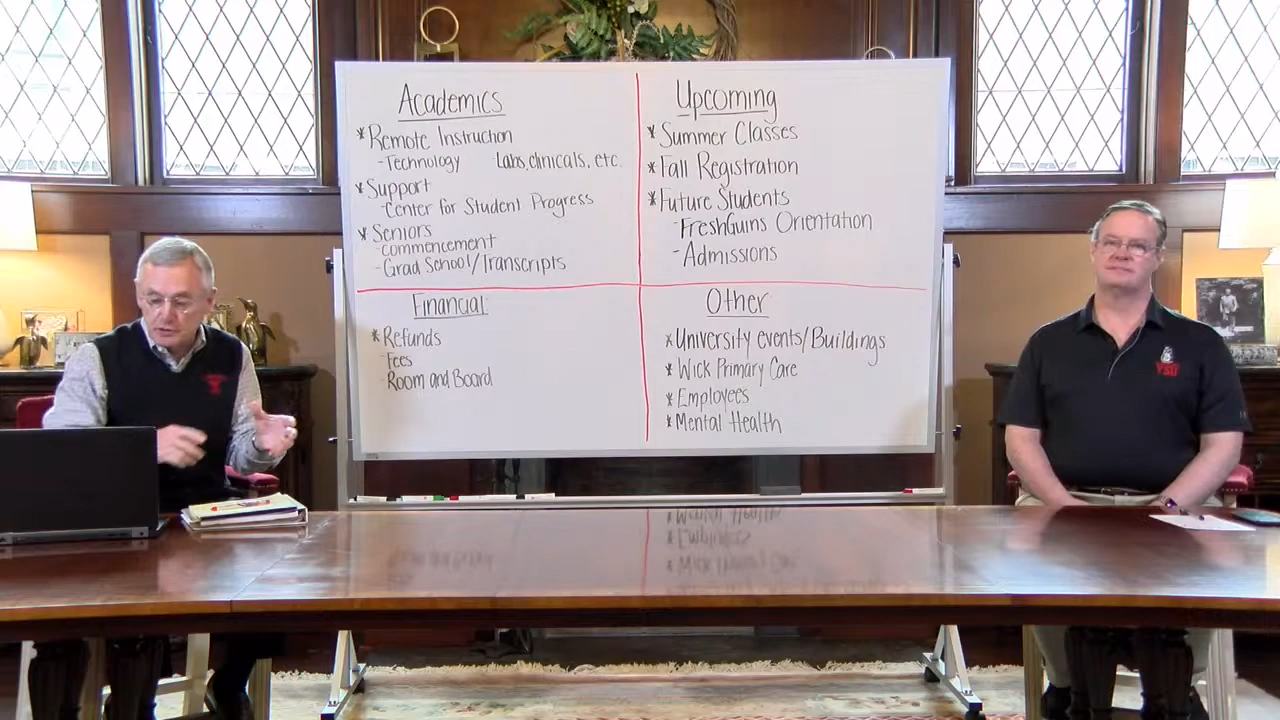 Academics
* Remote Instruction
- Technology - Labs, clinicals, etc.
* Support
- Center for Student Progress
* Seniors
- commencement
- Grad School/Transcripts
Upcoming
* Summer Classes
* Fall Registration
* Future Students
- FreshGuins Orientation
- Admissions
Financial
* Refunds
- Fees
- Room and Board
Other
* University events/Buildings
* Wick Primary Care
* Employees
* Mental Health
YSU